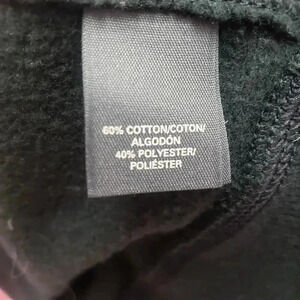 60% COTTON/COTON/
ALGODÓN
40% POLYESTER/
POLIÉSTER